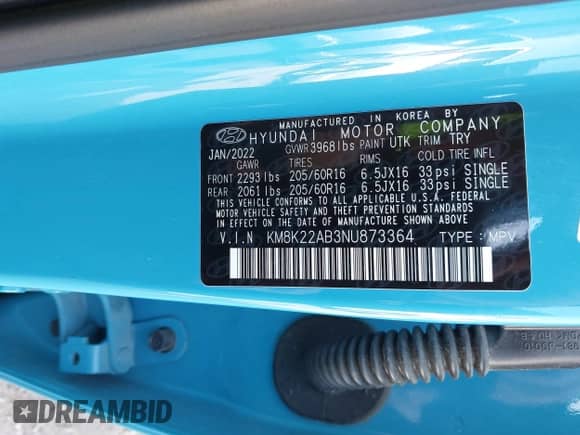 MANUFACTURED IN KOREA BY
HYUNDAI MOTOR COMPANY
JAN/2022 GVWR 3968 lbs PAINT UTK TRIM TRY
GAWR TIRES RIMS COLD TIRE INFL
FRONT 2293 lbs 205/60R16 6.5JX16 33psi SINGLE
REAR 2061 lbs 205/60R16 6.5JX16 33psi SINGLE
THIS VEHICLE CONFORMS TO ALL APPLICABLE U.S.A. FEDERAL
MOTOR VEHICLE SAFETY, BUMPER, AND THEFT PREVENTION
STANDARDS IN EFFECT ON THE DATE OF MANUFACTURE SHOWN ABOVE.
V.I.N KM8K22AB3NU873364 TYPE : MPV
DREAMBID